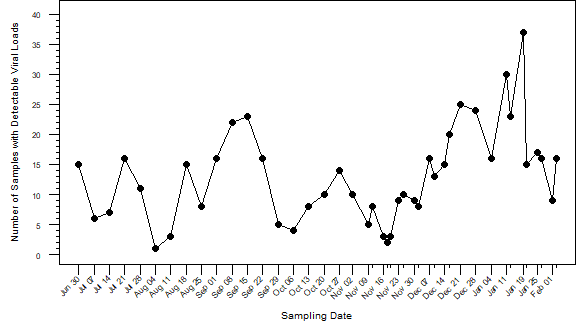 Number of Samples with Detectable Viral Loads
40
35
30
25
20
15
10
5
0
Jun 30
Jul 07
Jul 14
Jul 21
Jul 28
Aug 04
Aug 11
Aug 18
Aug 25
Sep 01
Sep 08
Sep 15
Sep 22
Sep 29
Oct 06
Oct 13
Oct 20
Oct 27
Nov 02
Nov 09
Nov 16
Nov 23
Nov 30
Dec 07
Dec 14
Dec 21
Dec 28
Jan 04
Jan 11
Jan 19
Jan 25
Feb 01
Sampling Date